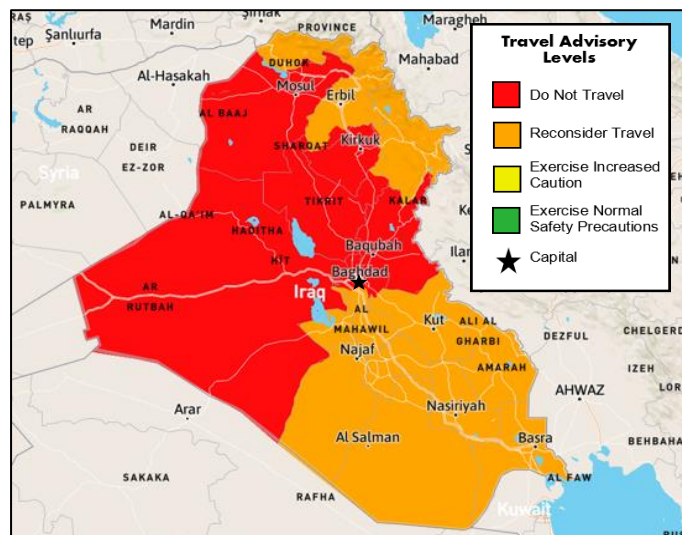 Travel Advisory
Levels
Do Not Travel
Reconsider Travel
Exercise Increased
Caution
Exercise Normal
Safety Precautions
Capital
Mardin
PROVINCE
Maragheh
Şanlıurfa
DUHOK
Mahabad
Al-Hasakah
Mosul
Erbil
AR
RAQQAH
AL BAAJ
Kirkuk
DEIR
EZ-ZOR
SHARQAT
Syria
PALMYRA
AL-QA'IM
TIKRIT
KALAR
HADITHA
Baqubah
HIT
Baghdad
AR
RUTBAH
Iraq
AL
MAHAWIL
Kut
ALI AL
GHARBI
DEZFUL
CHELGERD
Najaf
AMARAH
IZEH
AHWAZ
Arar
Nasiriyah
Al Salman
Basra
BEHBAHA
SAKAKA
RAFHA
AL FAW
Kuwait